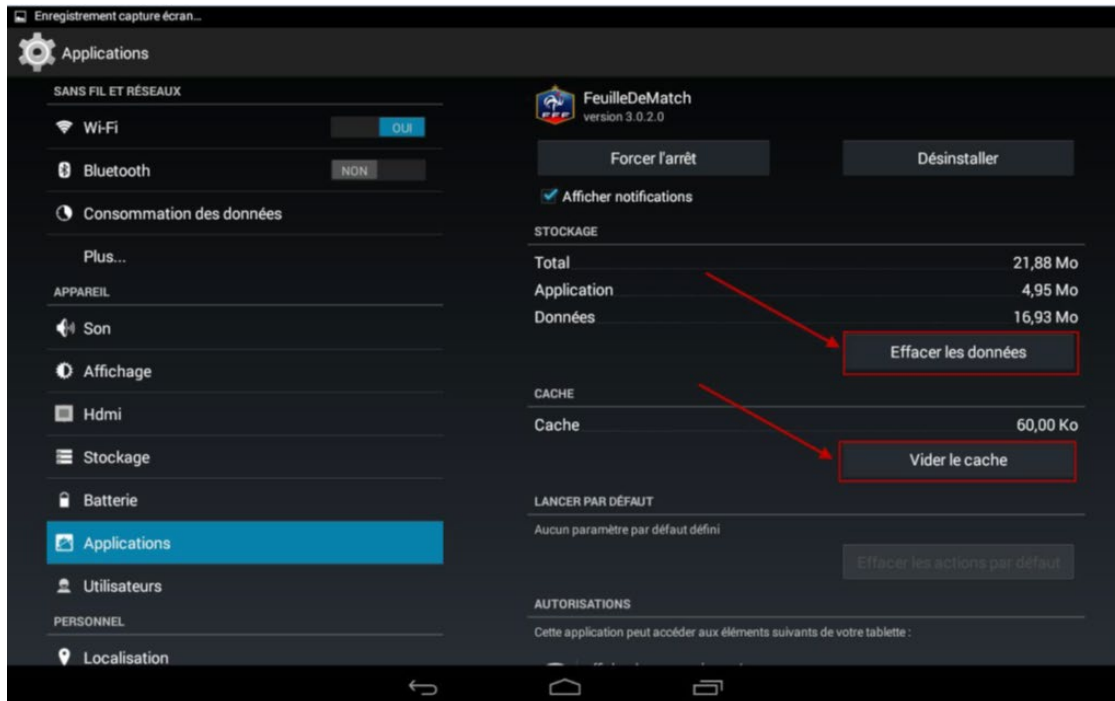 Enregistrement capture écran...
Applications
SANS FIL ET RÉSEAUX
Wi-Fi OUI
Bluetooth NON
Consommation des données
Plus...
APPAREIL
Son
Affichage
Hdmi
Stockage
Batterie
Applications
Utilisateurs
PERSONNEL
Localisation
FFF
FeuilleDeMatch
version 3.0.2.0
Forcer l'arrêt Désinstaller
Afficher notifications
STOCKAGE
Total 21,88 Mo
Application 4,95 Mo
Données 16,93 Mo
Effacer les données
CACHE
Cache 60,00 Ko
Vider le cache
LANCER PAR DÉFAUT
Aucun paramètre par défaut défini
Effacer les actions par défaut
AUTORISATIONS
Cette application peut accéder aux éléments suivants de votre tablette :